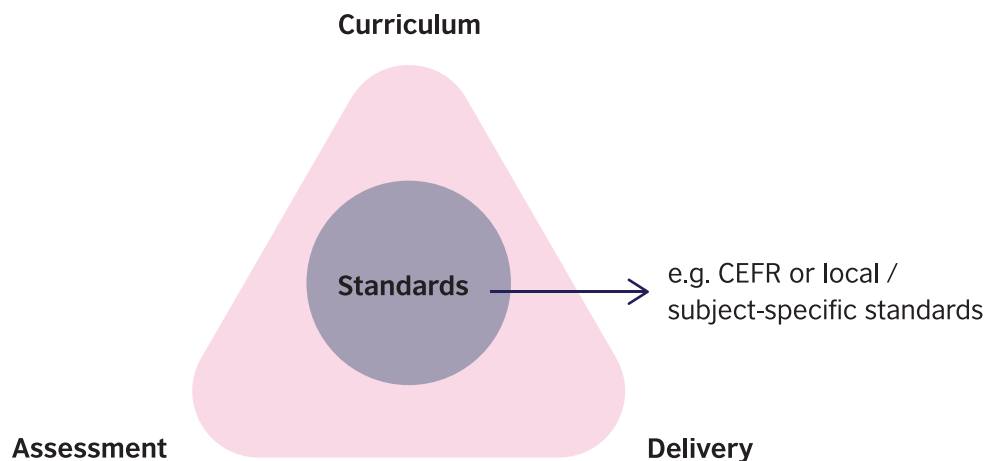 Curriculum
Standards
e.g. CEFR or local /
subject-specific standards
Assessment
Delivery